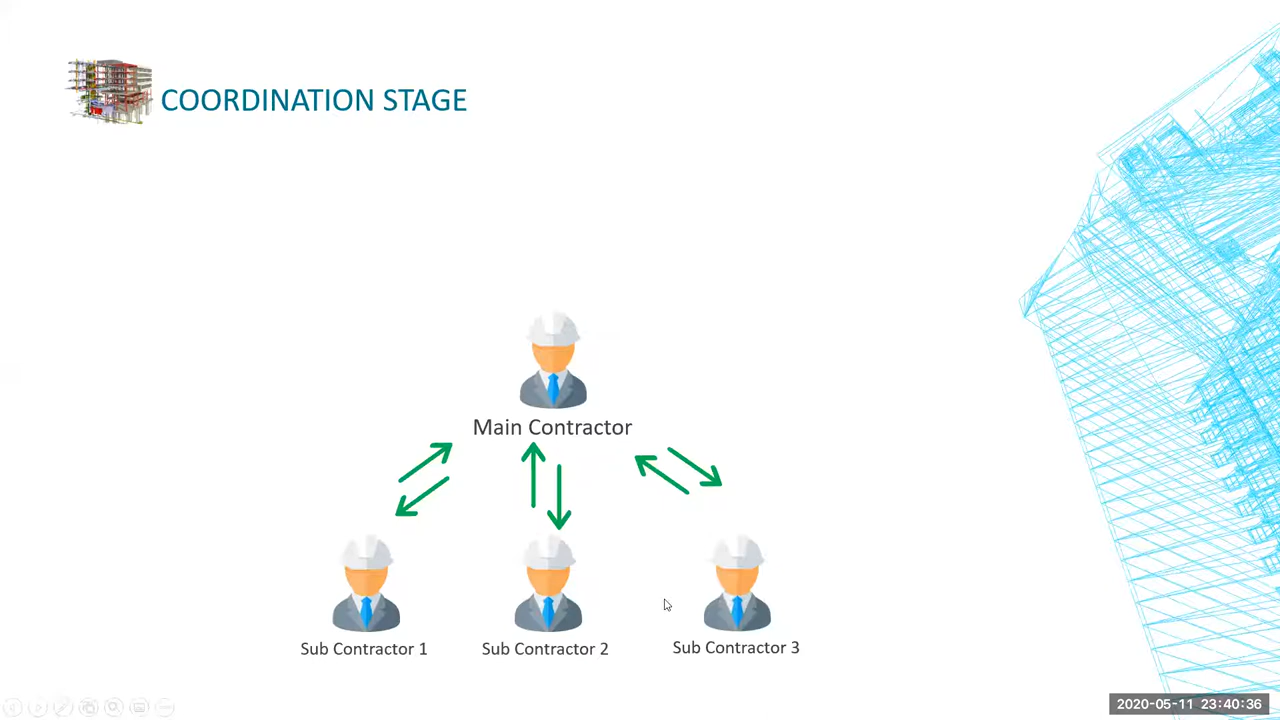 COORDINATION STAGE
Main Contractor
Sub Contractor 1
Sub Contractor 2
Sub Contractor 3
2020-05-11 23:40:36